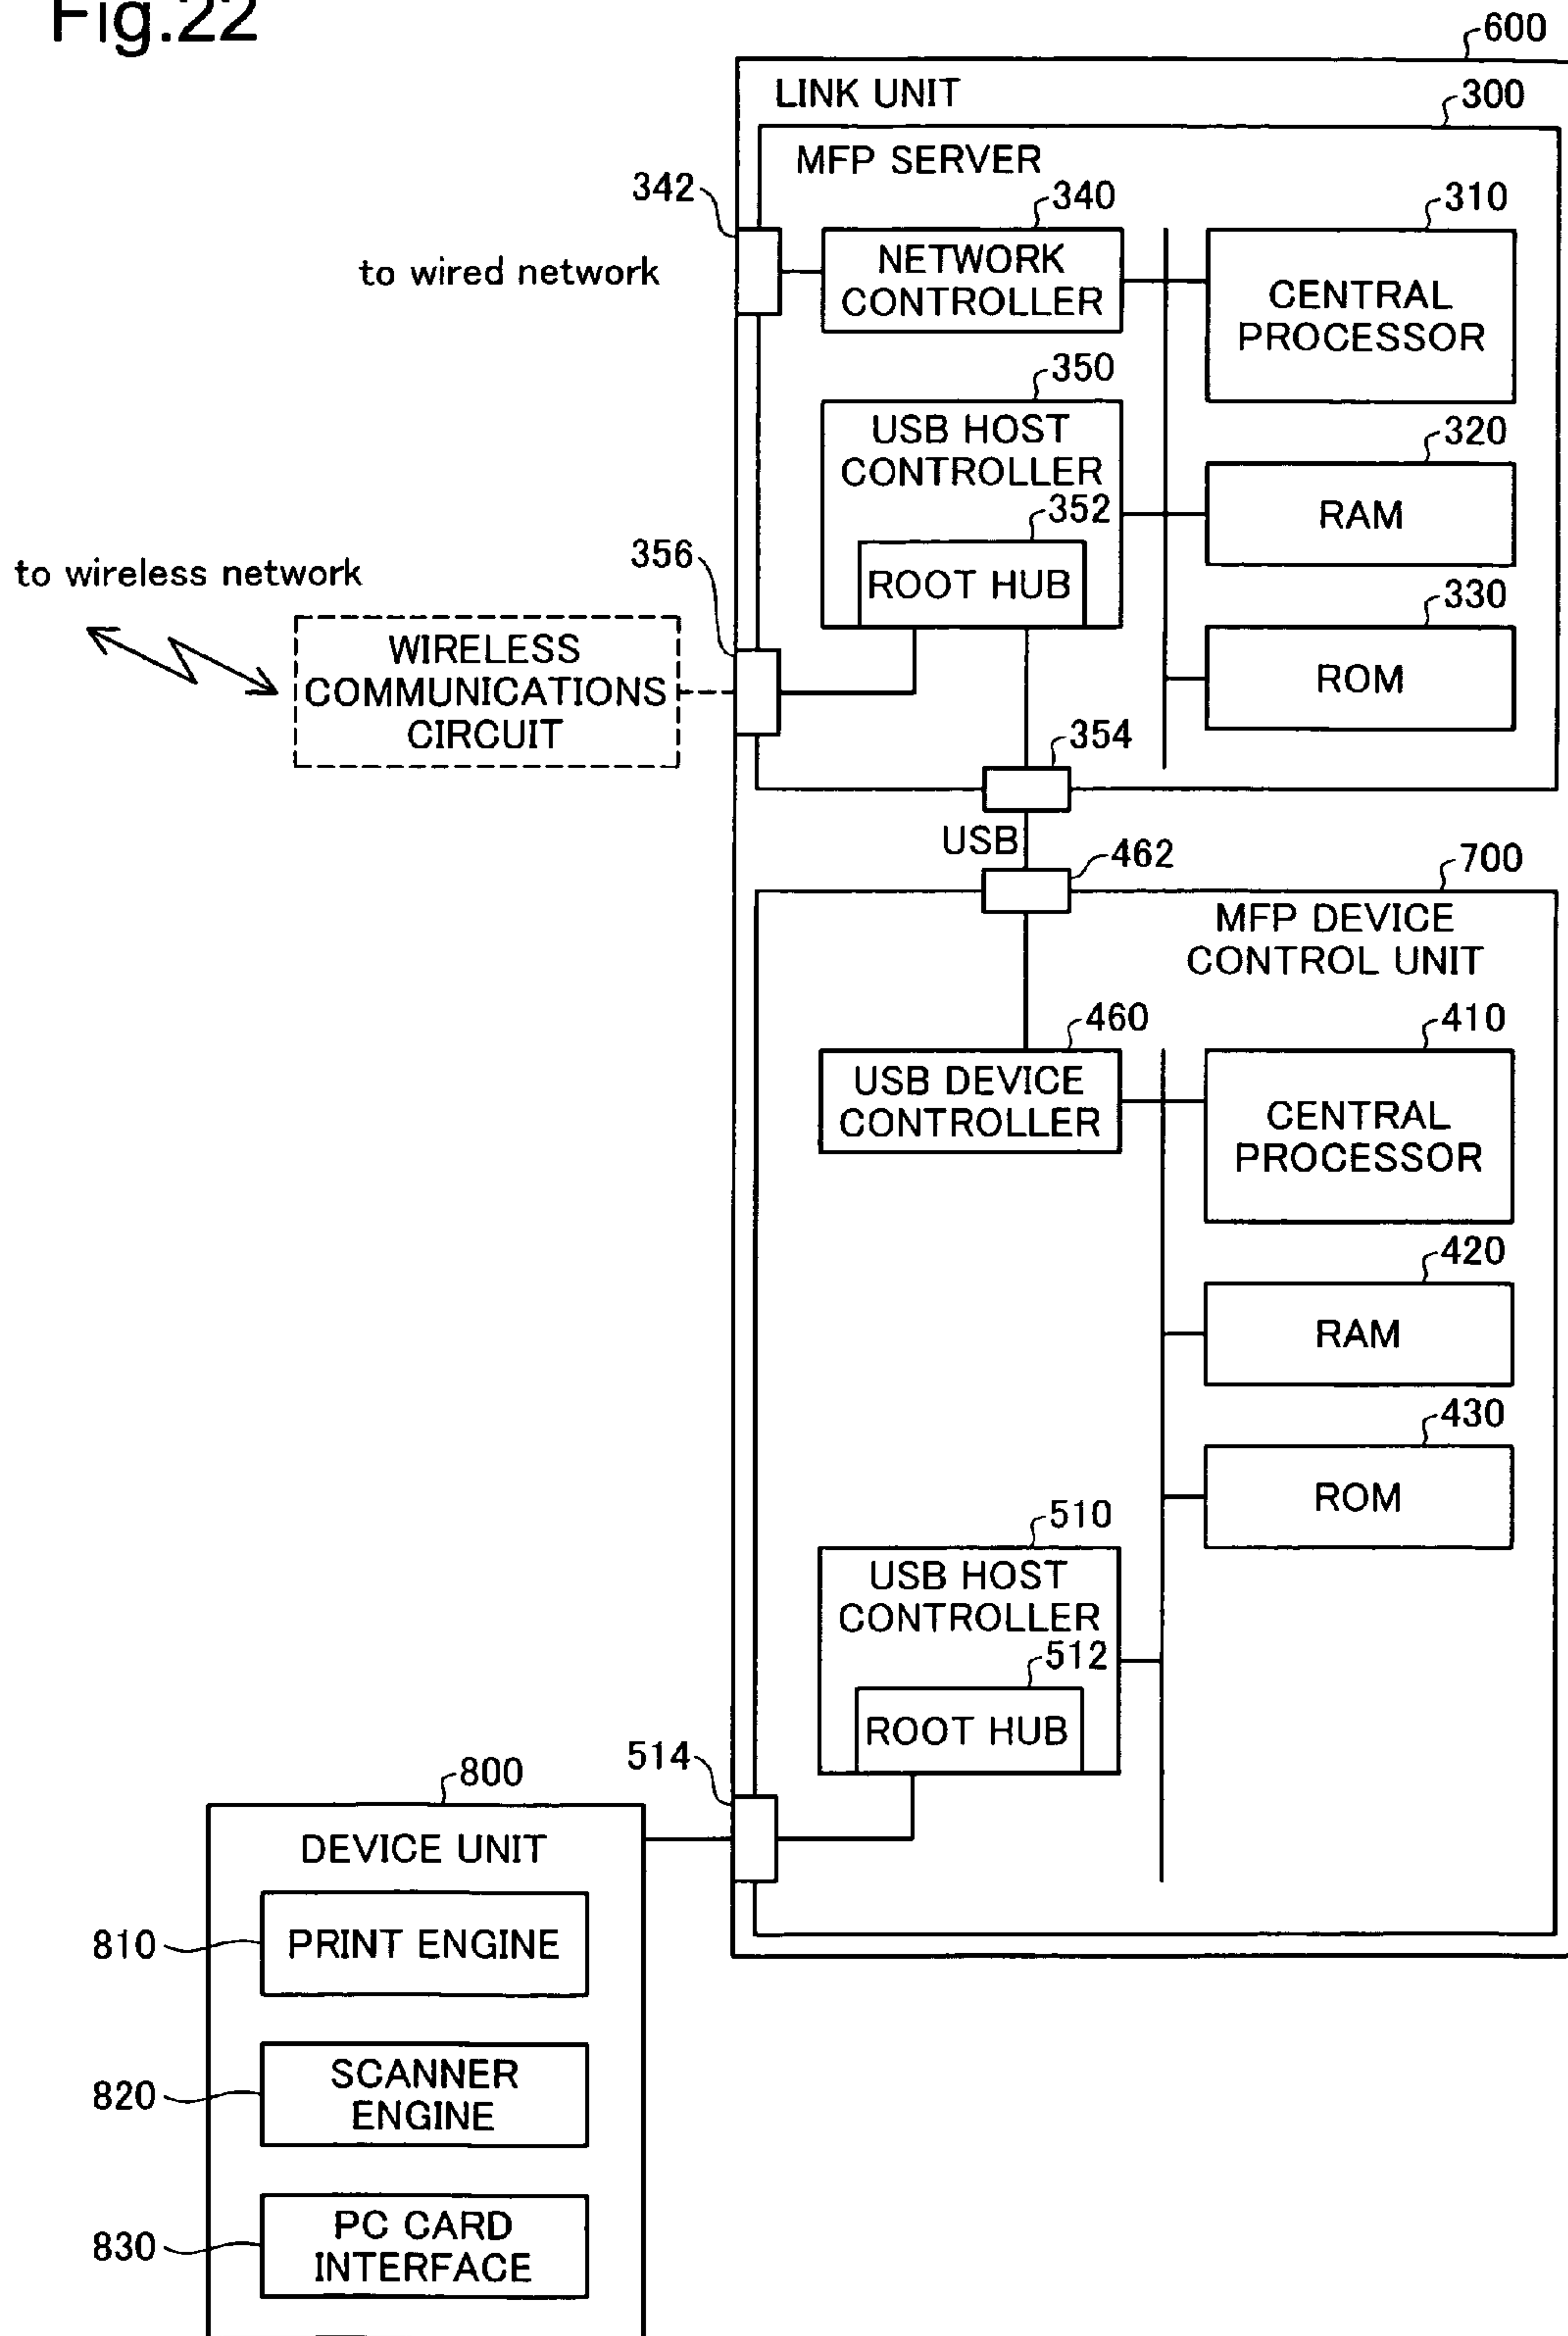 Fig.22
600
LINK UNIT
300
MFP SERVER
342
340
310
to wired network
NETWORK
CONTROLLER
CENTRAL
PROCESSOR
350
USB HOST
CONTROLLER
320
352
RAM
356
to wireless network
ROOT HUB
330
WIRELESS
COMMUNICATIONS
CIRCUIT
ROM
354
USB
462
700
MFP DEVICE
CONTROL UNIT
460
410
USB DEVICE
CONTROLLER
CENTRAL
PROCESSOR
420
RAM
430
ROM
510
USB HOST
CONTROLLER
512
ROOT HUB
514
800
DEVICE UNIT
810
PRINT ENGINE
820
SCANNER
ENGINE
830
PC CARD
INTERFACE